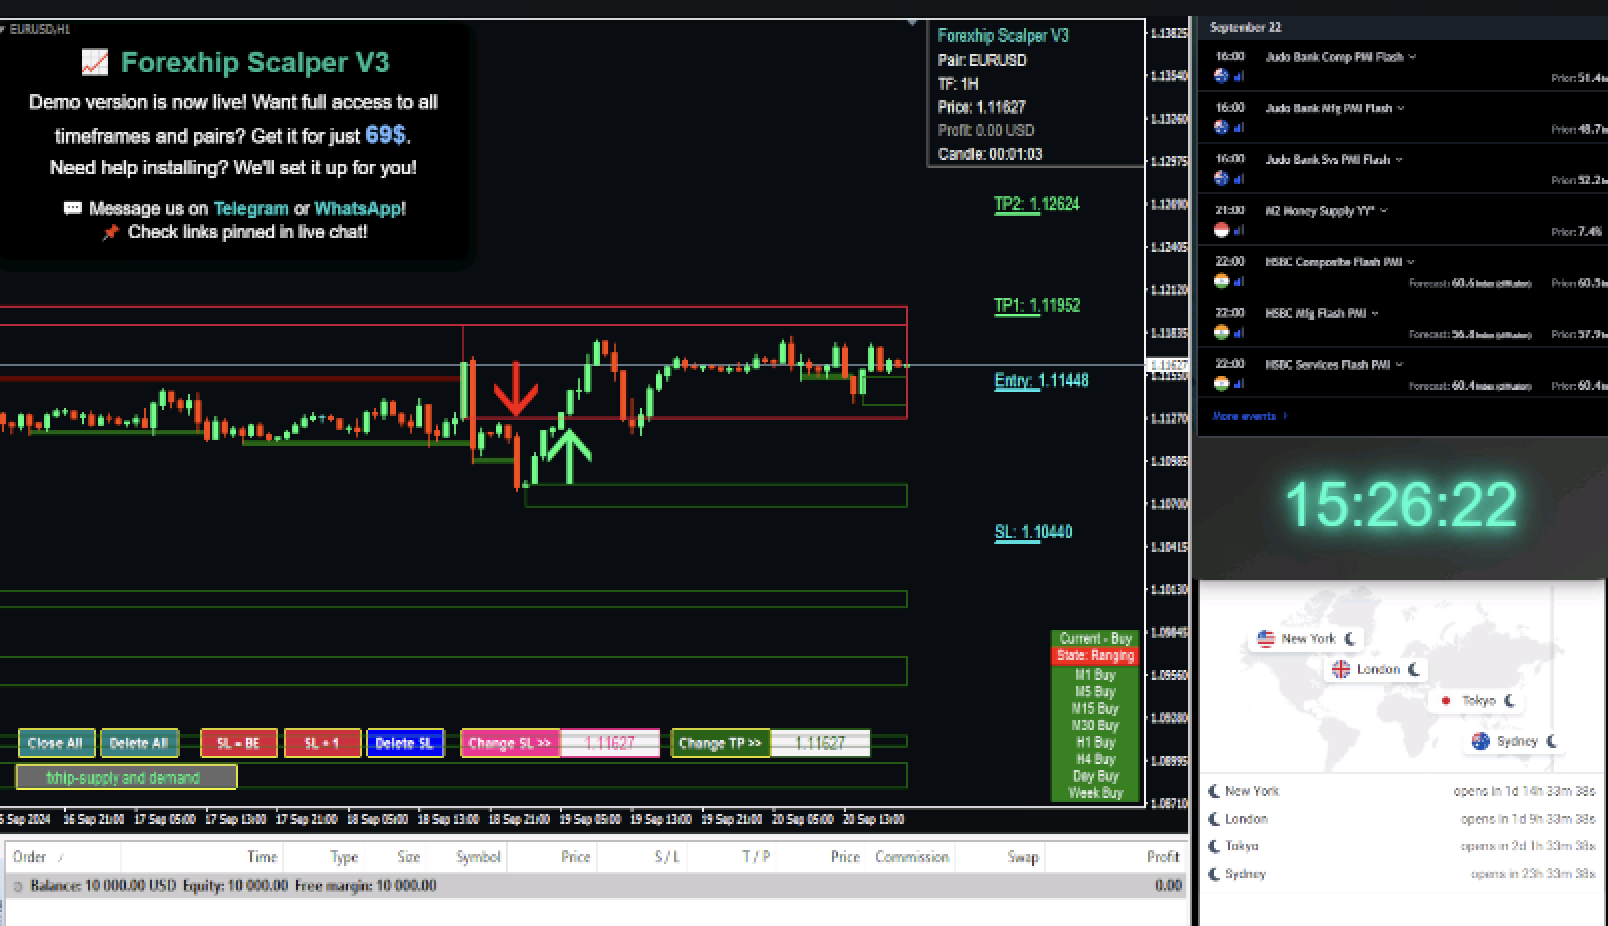 EURUSD,H1
📈 Forexhip Scalper V3
Demo version is now live! Want full access to all
timeframes and pairs? Get it for just 69$.
Need help installing? We'll set it up for you!
💬 Message us on Telegram or WhatsApp!
📌 Check links pinned in live chat!
Forexhip Scalper V3
Pair: EURUSD
TF: 1H
Price: 1.11627
Profit: 0.00 USD
Candle: 00:01:03
TP2: 1.12624
TP1: 1.11952
Entry: 1.11448
SL: 1.10440
1.13825
1.13540
1.13260
1.12975
1.12690
1.12405
1.12120
1.11835
1.11627
1.11550
1.11270
1.10985
1.10700
1.10415
1.10130
1.09845
1.09560
1.09280
1.08995
1.08710
Current - Buy
State: Ranging
M1 Buy
M5 Buy
M15 Buy
M30 Buy
H1 Buy
H4 Buy
Day Buy
Week Buy
Close All Delete All SL = BE SL + 1 Delete SL Change SL >> 1.11627 Change TP >> 1.11627
fxhip-supply and demand
Sep 2024 16 Sep 21:00 17 Sep 05:00 17 Sep 13:00 17 Sep 21:00 18 Sep 05:00 18 Sep 13:00 18 Sep 21:00 19 Sep 05:00 19 Sep 13:00 19 Sep 21:00 20 Sep 05:00 20 Sep 13:00
Order / Time Type Size Symbol Price S / L T / P Price Commission Swap Profit
Balance: 10 000.00 USD Equity: 10 000.00 Free margin: 10 000.00 0.00
September 22
16:00 Judo Bank Comp PMI Flash
Prior: 51.4
16:00 Judo Bank Mfg PMI Flash
Prior: 48.7
16:00 Judo Bank Svs PMI Flash
Prior: 52.2
21:00 M2 Money Supply YY*
Prior: 7.4%
22:00 HSBC Composite Flash PMI
Forecast: 60.6 Index (diffusion) Prior: 60.5
22:00 HSBC Mfg Flash PMI
Forecast: 56.8 Index (diffusion) Prior: 57.9
22:00 HSBC Services Flash PMI
Forecast: 60.4 Index (diffusion) Prior: 60.4
More events ›
15:26:22
New York
London
Tokyo
Sydney
New York opens in 1d 14h 33m 38s
London opens in 1d 9h 33m 38s
Tokyo opens in 2d 1h 33m 38s
Sydney opens in 23h 33m 38s